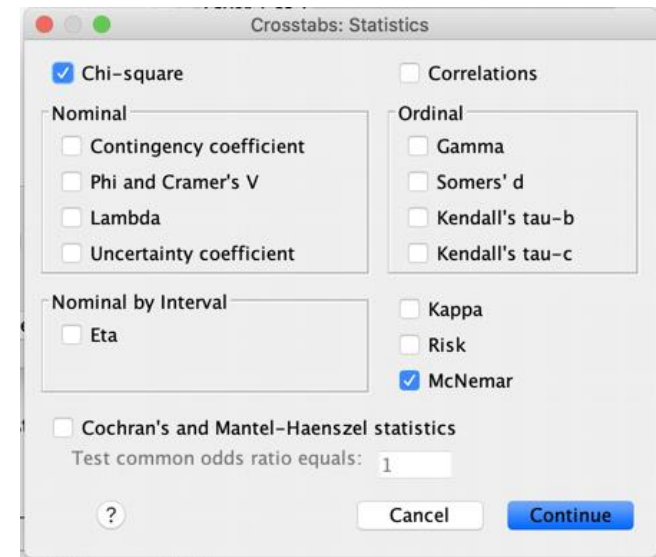 Crosstabs: Statistics
Chi-square
Correlations
Nominal
Contingency coefficient
Phi and Cramer's V
Lambda
Uncertainty coefficient
Ordinal
Gamma
Somers' d
Kendall's tau-b
Kendall's tau-c
Nominal by Interval
Eta
Kappa
Risk
McNemar
Cochran's and Mantel-Haenszel statistics
Test common odds ratio equals: 1
?
Cancel
Continue